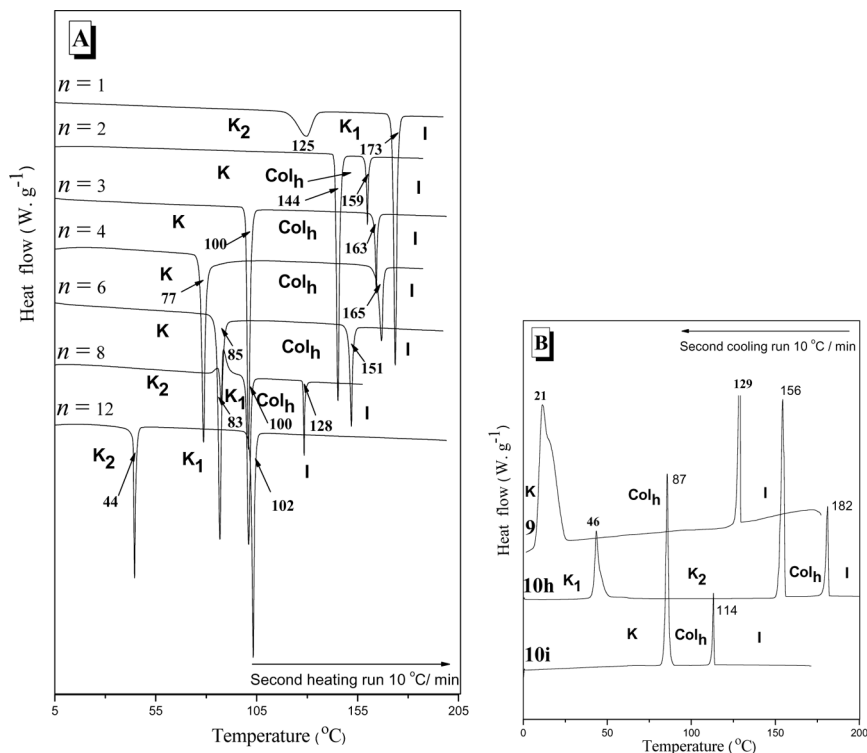 A
n = 1
K2 K1 I
125 173
n = 2
K Colh I
144 159
n = 3
K Colh I
100 163
n = 4
K Colh I
77 165
n = 6
K Colh I
85 151
n = 8
K2 K1 Colh I
83 100 128
n = 12
K2 K1
44 102
Second heating run 10 °C/ min
Heat flow (W. g-1)
5 55 105 155 205
Temperature (°C)
B
Second cooling run 10 °C / min
21 129 156
K Colh 87 I 182
9
46
10h K1 K2 Colh I
114
10i K Colh I
Heat flow (W. g-1)
0 50 100 150 200
Temperature (°C)